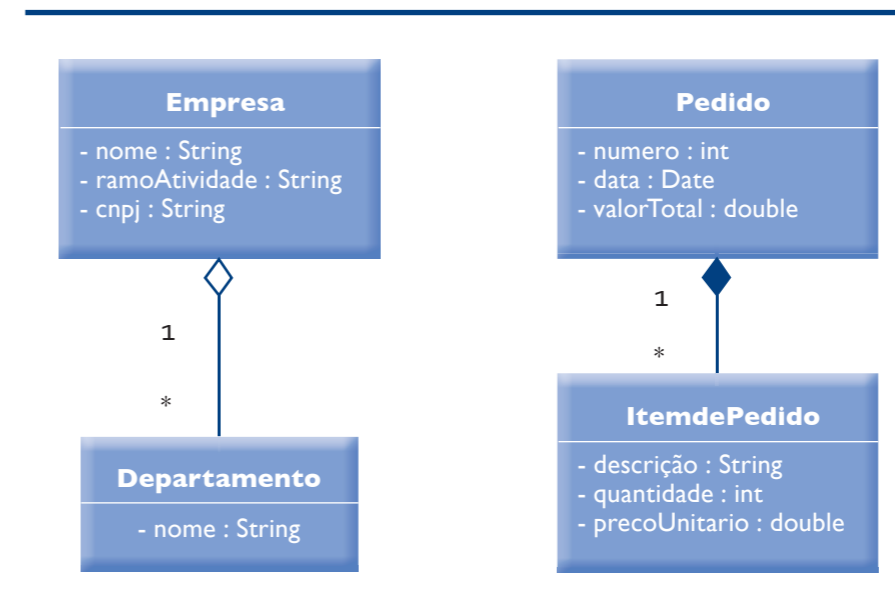 Empresa
- nome : String
- ramoAtividade : String
- cnpj : String
1
*
Departamento
- nome : String
Pedido
- numero : int
- data : Date
- valorTotal : double
1
*
ItemdePedido
- descrição : String
- quantidade : int
- precoUnitario : double